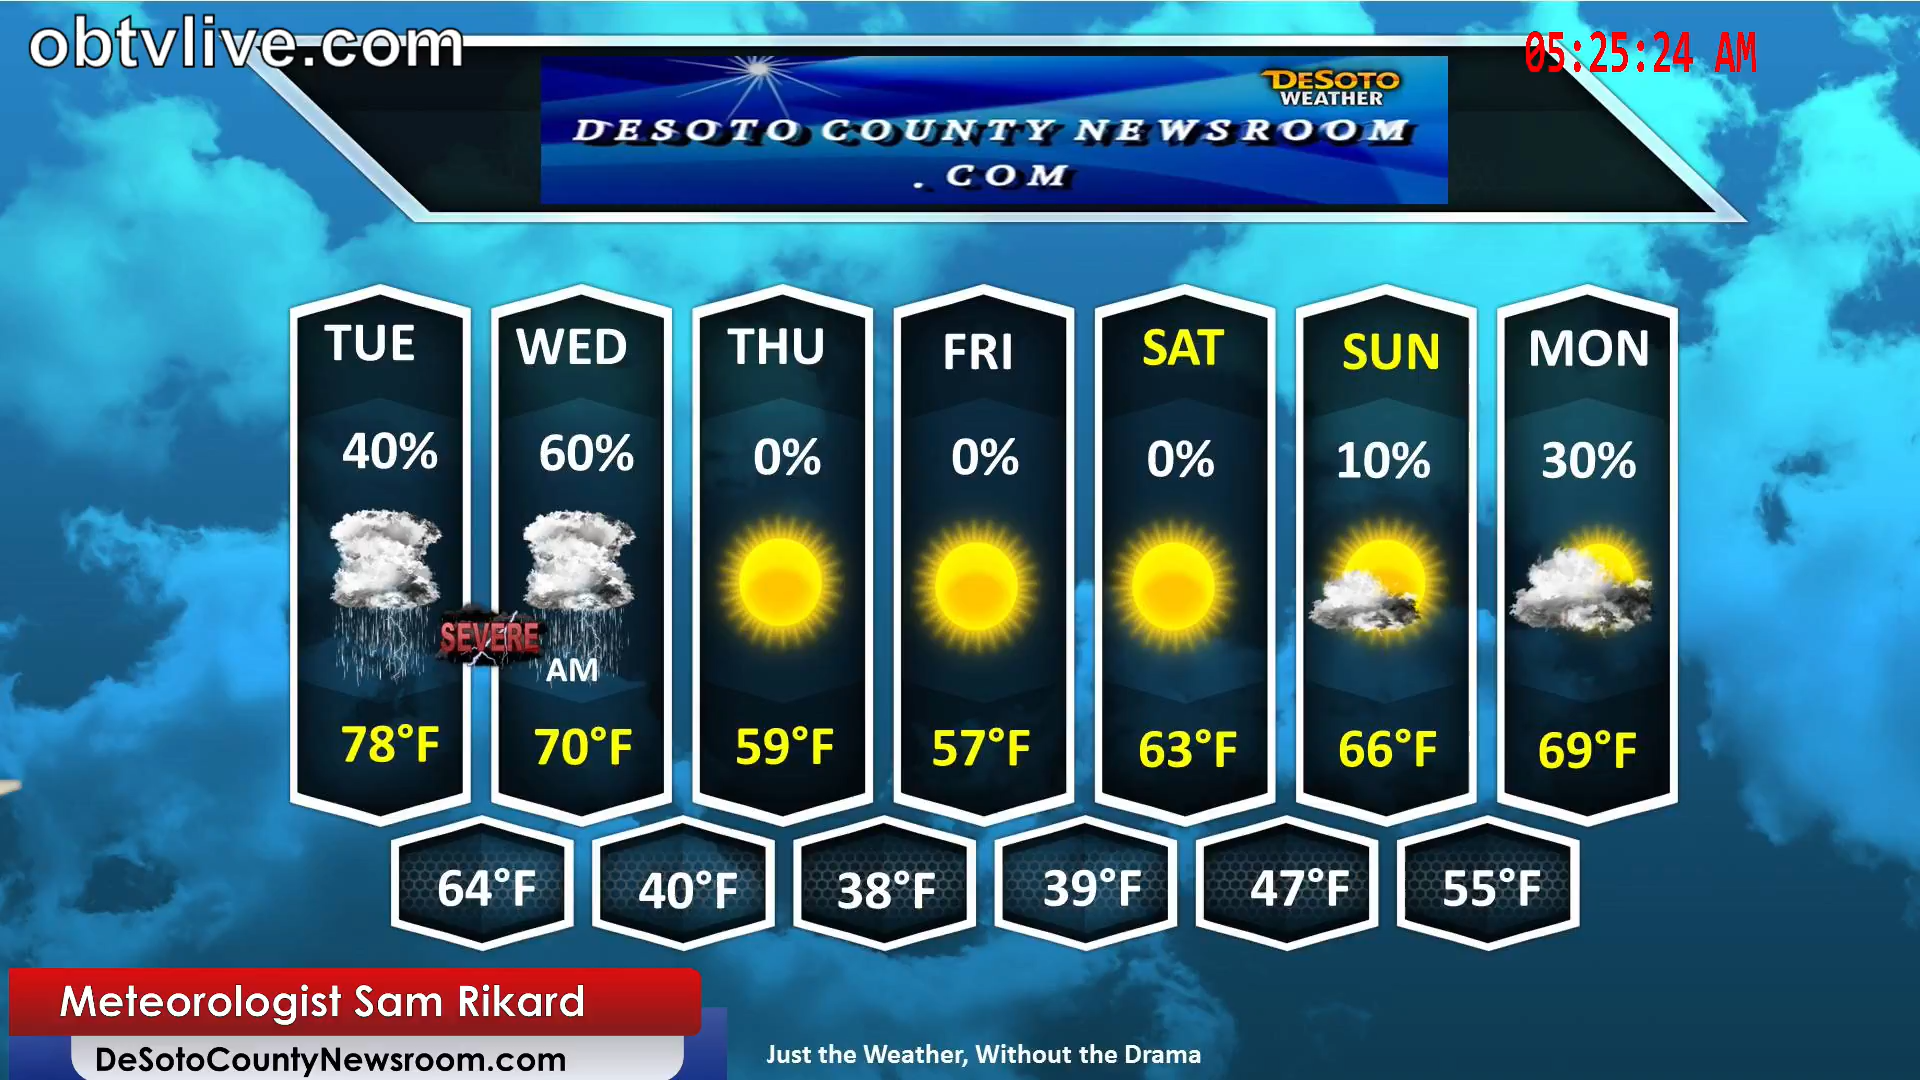 obtvlive.com
05:25:24 AM
DESOTO
WEATHER
DESOTO COUNTY NEWSROOM
.COM
TUE WED THU FRI SAT SUN MON
40% 60% 0% 0% 0% 10% 30%
SEVERE
AM
78°F 70°F 59°F 57°F 63°F 66°F 69°F
64°F 40°F 38°F 39°F 47°F 55°F
Meteorologist Sam Rikard
DeSotoCountyNewsroom.com
Just the Weather, Without the Drama